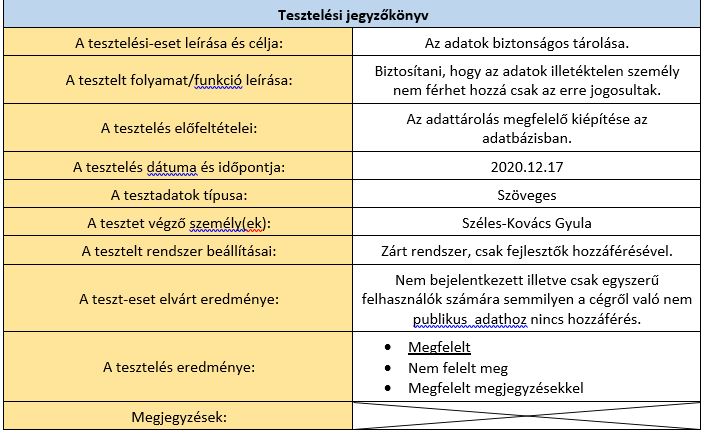 Tesztelési jegyzőkönyv
A tesztelési-eset leírása és célja:
Az adatok biztonságos tárolása.
A tesztelt folyamat/funkció leírása:
Biztosítani, hogy az adatok illetéktelen személy
nem férhet hozzá csak az erre jogosultak.
A tesztelés előfeltételei:
Az adattárolás megfelelő kiépítése az
adatbázisban.
A tesztelés dátuma és időpontja:
2020.12.17
A tesztadatok típusa:
Szöveges
A tesztet végző személy(ek):
Széles-Kovács Gyula
A tesztelt rendszer beállításai:
Zárt rendszer, csak fejlesztők hozzáférésével.
A teszt-eset elvárt eredménye:
Nem bejelentkezett illetve csak egyszerű
felhasználók számára semmilyen a cégről való nem
publikus adathoz nincs hozzáférés.
A tesztelés eredménye:
• Megfelelt
• Nem felelt meg
• Megfelelt megjegyzésekkel
Megjegyzések: